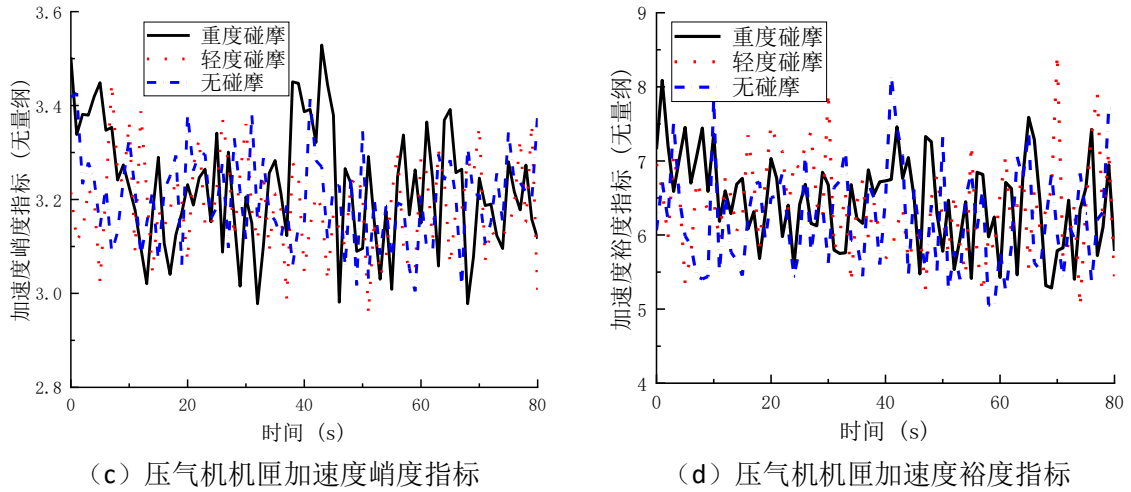 3.6
3.4
3.2
3.0
2.8
加速度峭度指标 (无量纲)
重度碰摩
轻度碰摩
无碰摩
0
20
40
60
80
时间 (s)
(c)压气机机匣加速度峭度指标
9
8
7
6
5
4
加速度裕度指标 (无量纲)
重度碰摩
轻度碰摩
无碰摩
0
20
40
60
80
时间 (s)
(d)压气机机匣加速度裕度指标